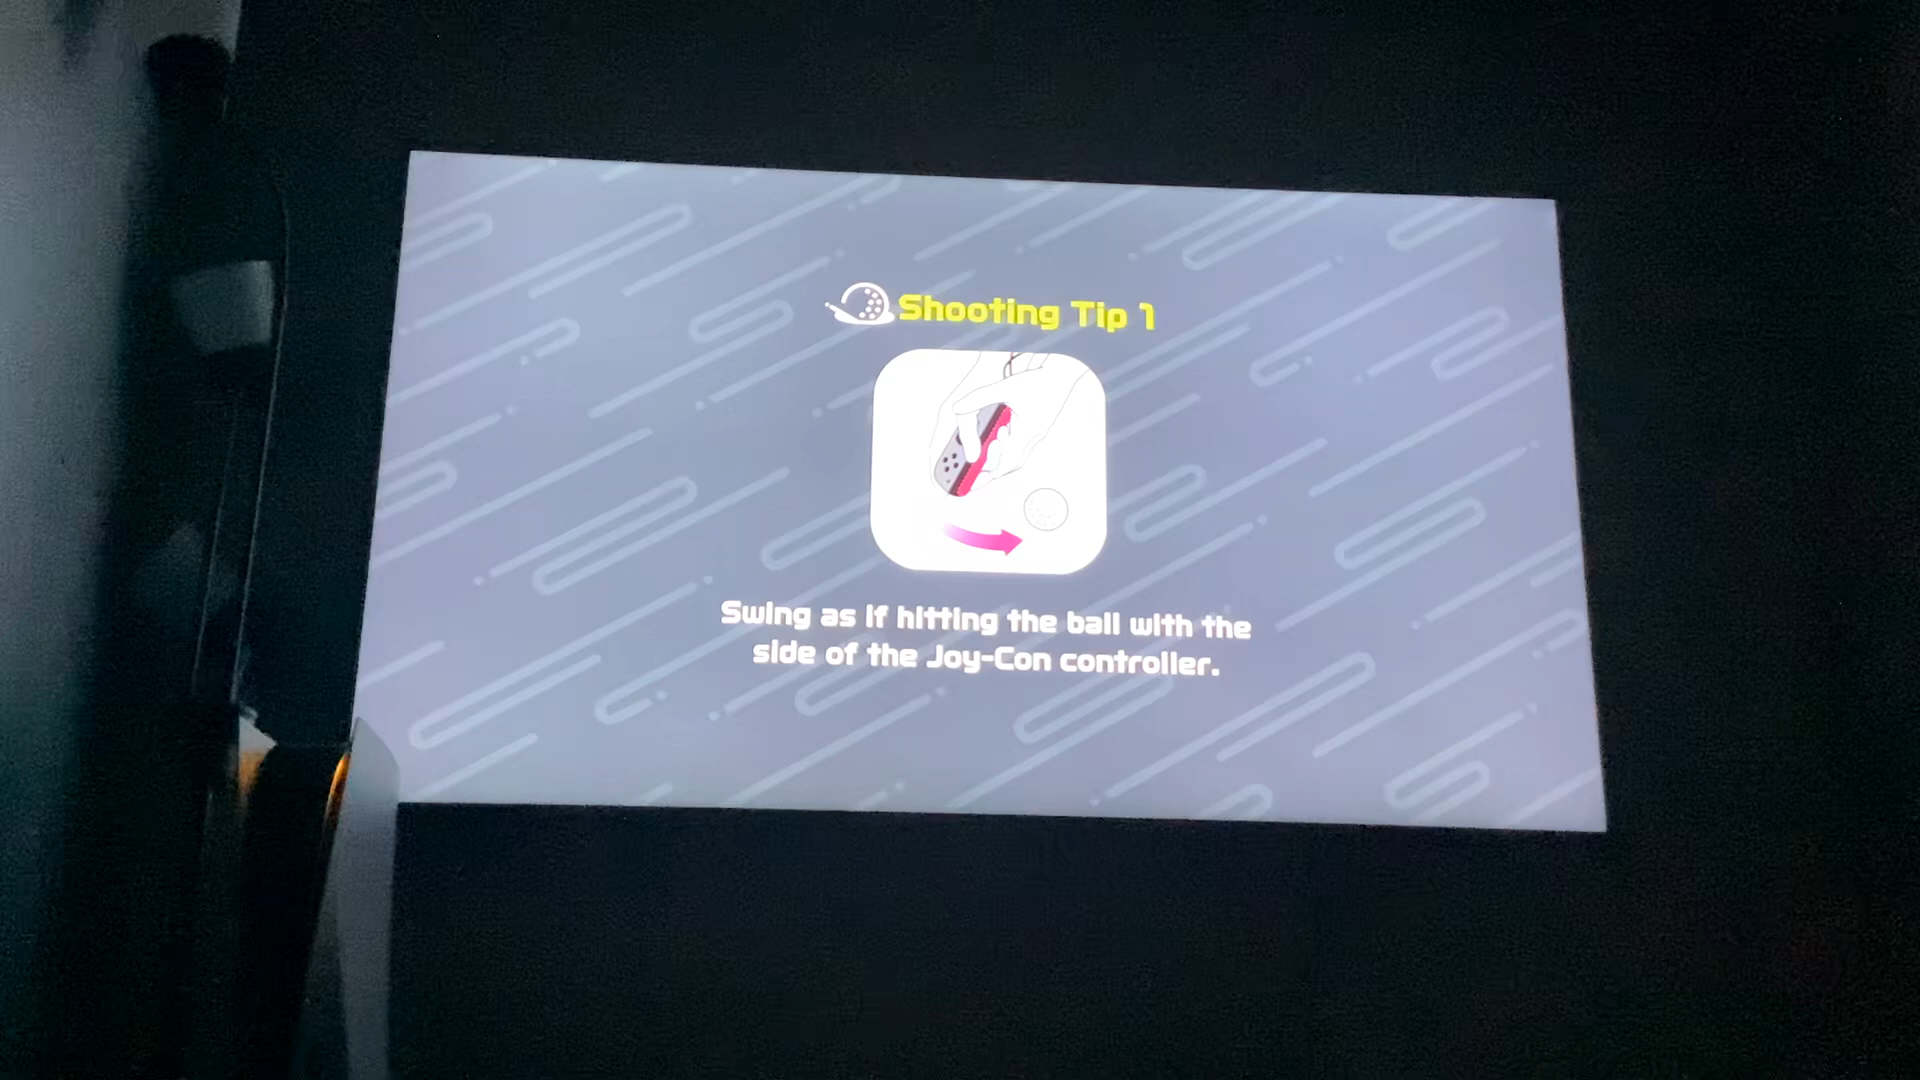 Shooting Tip 1
Swing as if hitting the ball with the
side of the Joy-Con controller.